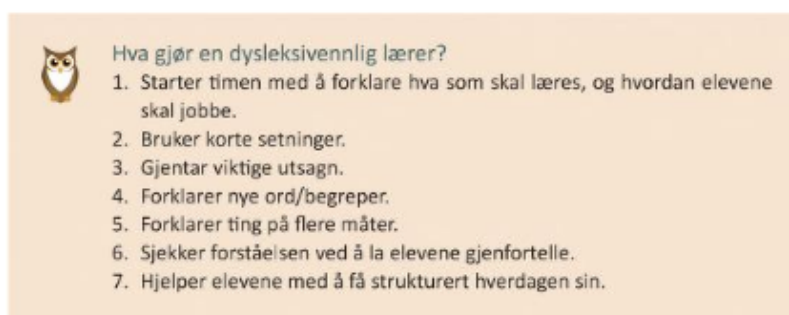 Hva gjør en dysleksivennlig lærer?
1. Starter timen med å forklare hva som skal læres, og hvordan elevene
skal jobbe.
2. Bruker korte setninger.
3. Gjentar viktige utsagn.
4. Forklarer nye ord/begreper.
5. Forklarer ting på flere måter.
6. Sjekker forståelsen ved å la elevene gjenfortelle.
7. Hjelper elevene med å få strukturert hverdagen sin.